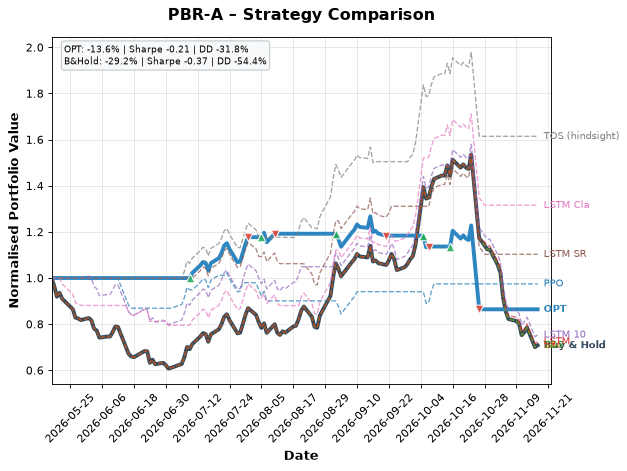 PBR-A – Strategy Comparison
OPT: -13.6% | Sharpe -0.21 | DD -31.8%
B&Hold: -29.2% | Sharpe -0.37 | DD -54.4%
Normalised Portfolio Value
2.0
1.8
1.6
1.4
1.2
1.0
0.8
0.6
TOS (hindsight)
LSTM Cla
LSTM SR
PPO
OPT
LSTM 10
LSTM
Buy & Hold
2026-05-25
2026-06-06
2026-06-18
2026-06-30
2026-07-12
2026-07-24
2026-08-05
2026-08-17
2026-08-29
2026-09-10
2026-09-22
2026-10-04
2026-10-16
2026-10-28
2026-11-09
2026-11-21
Date